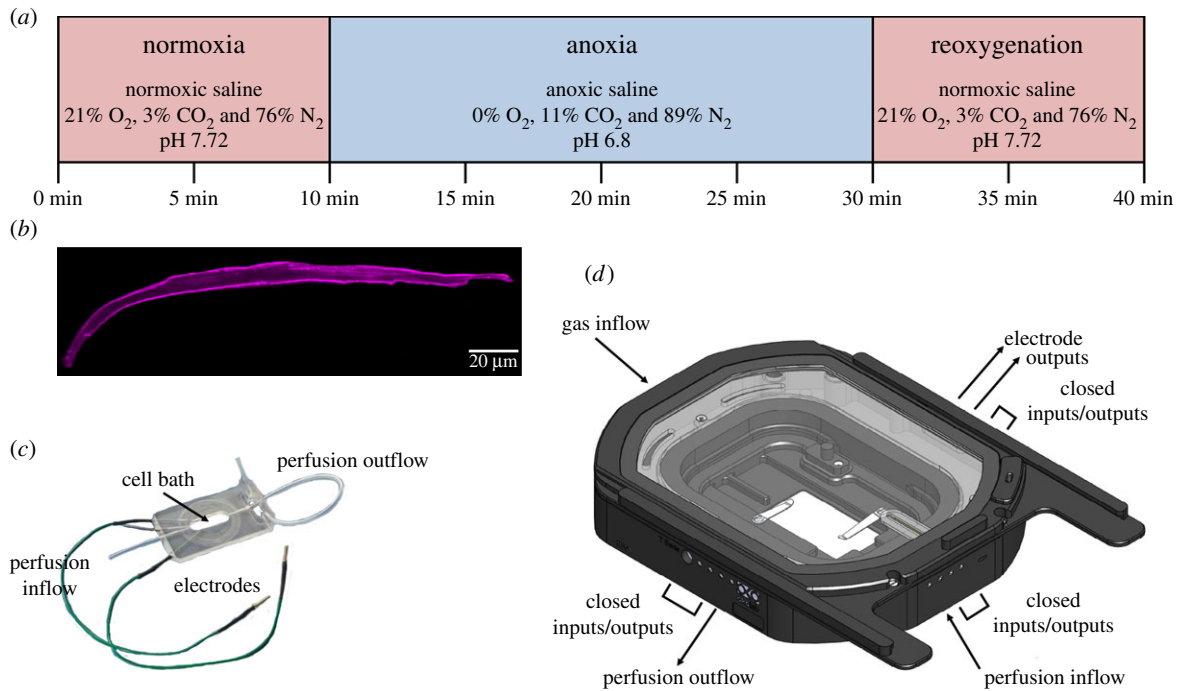 (a)
normoxia
normoxic saline
21% O₂, 3% CO₂ and 76% N₂
pH 7.72
anoxia
anoxic saline
0% O₂, 11% CO₂ and 89% N₂
pH 6.8
reoxygenation
normoxic saline
21% O₂, 3% CO₂ and 76% N₂
pH 7.72
0 min
5 min
10 min
15 min
20 min
25 min
30 min
35 min
40 min
(b)
20 µm
(c)
cell bath
perfusion outflow
perfusion
inflow
electrodes
(d)
gas inflow
electrode
outputs
closed
inputs/outputs
closed
inputs/outputs
perfusion outflow
closed
inputs/outputs
perfusion inflow